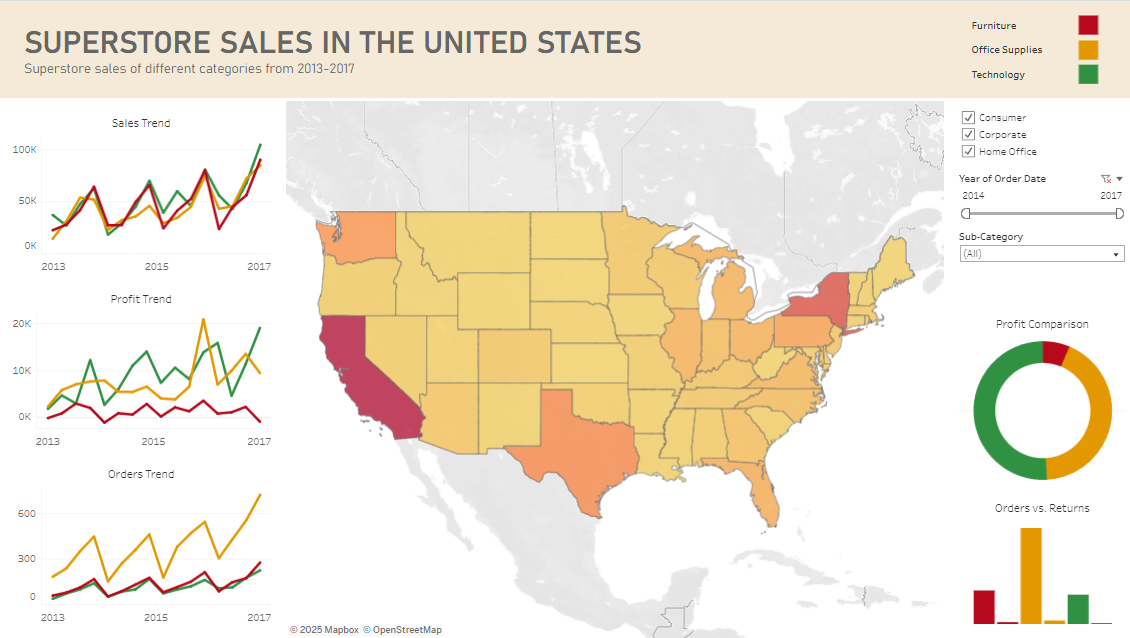 SUPERSTORE SALES IN THE UNITED STATES
Superstore sales of different categories from 2013-2017
Furniture
Office Supplies
Technology
Sales Trend
100K
50K
0K
2013 2015 2017
Profit Trend
20K
10K
0K
2013 2015 2017
Orders Trend
600
300
0
2013 2015 2017
© 2025 Mapbox © OpenStreetMap
Consumer
Corporate
Home Office
Year of Order Date
2014 2017
Sub-Category
(All)
Profit Comparison
Orders vs. Returns